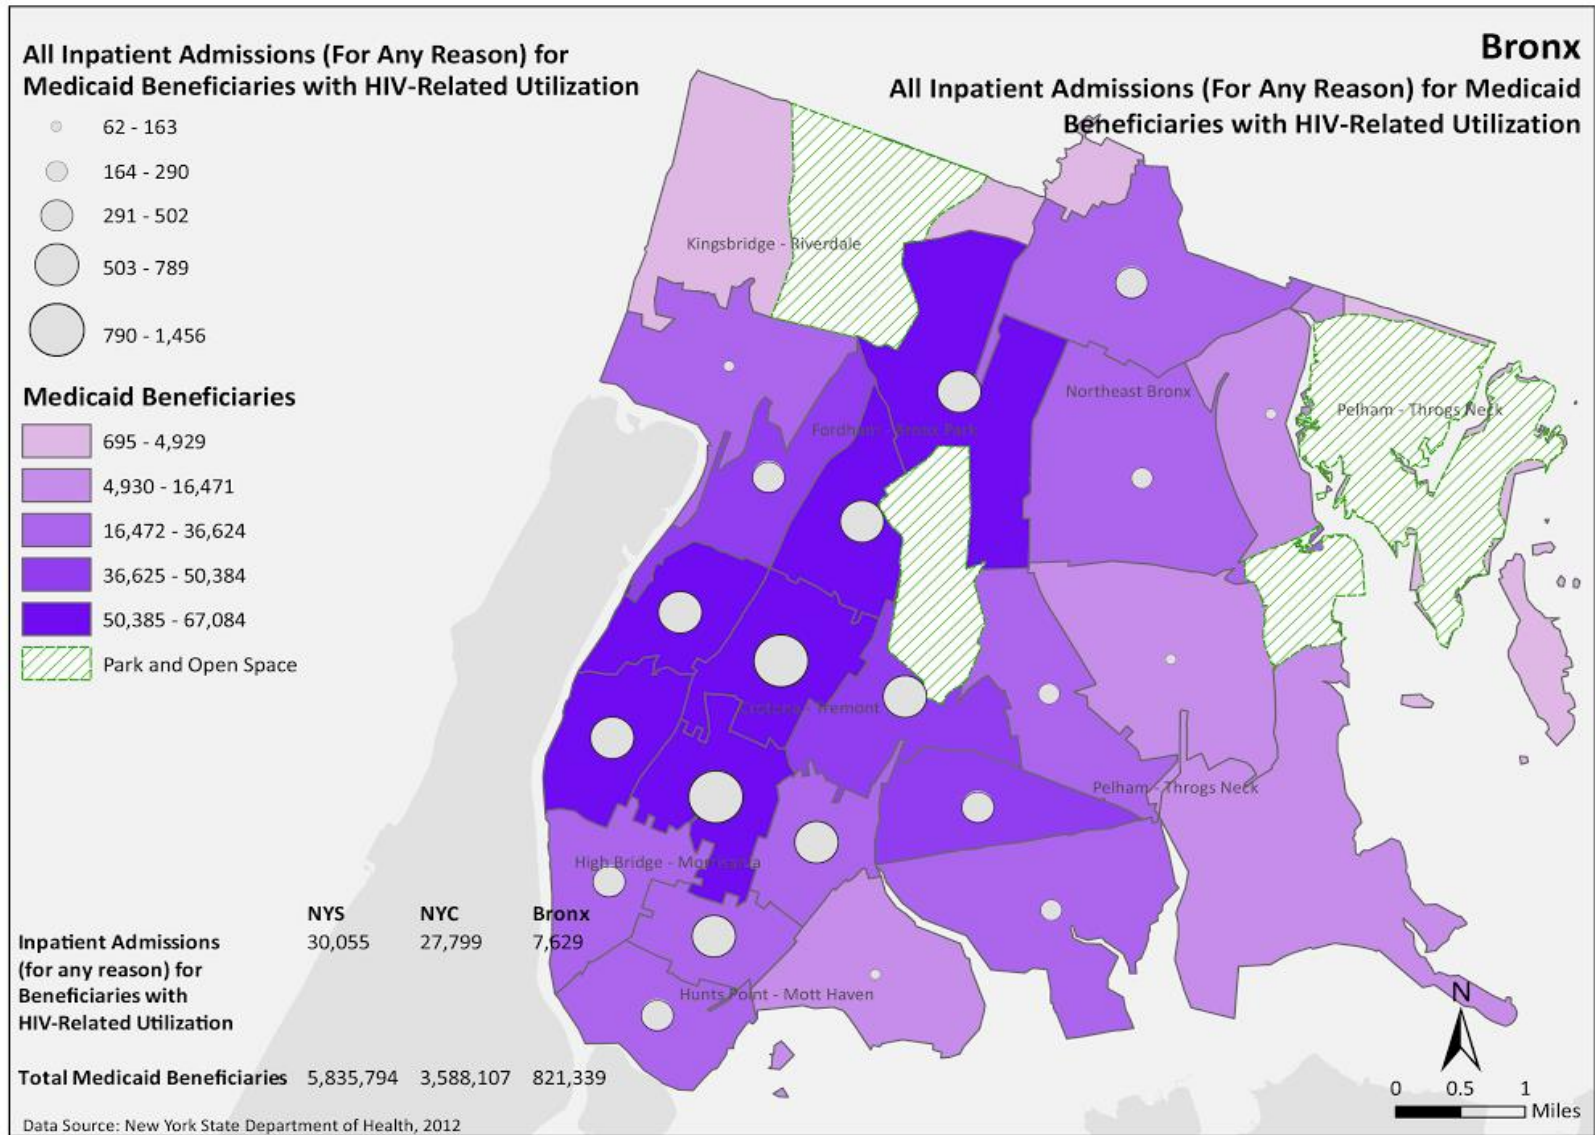 All Inpatient Admissions (For Any Reason) for
Medicaid Beneficiaries with HIV-Related Utilization
62 - 163
164 - 290
291 - 502
503 - 789
790 - 1,456
Medicaid Beneficiaries
695 - 4,929
4,930 - 16,471
16,472 - 36,624
36,625 - 50,384
50,385 - 67,084
Park and Open Space
Bronx
All Inpatient Admissions (For Any Reason) for Medicaid
Beneficiaries with HIV-Related Utilization
Kingsbridge - Riverdale
Northeast Bronx
Pelham - Throgs Neck
Fordham - Bronx Park
Crotona - Tremont
Pelham - Throgs Neck
High Bridge - Morrisania
Hunts Point - Mott Haven
NYS NYC Bronx
Inpatient Admissions 30,055 27,799 7,629
(for any reason) for
Beneficiaries with
HIV-Related Utilization
Total Medicaid Beneficiaries 5,835,794 3,588,107 821,339
Data Source: New York State Department of Health, 2012
N
0 0.5 1
Miles